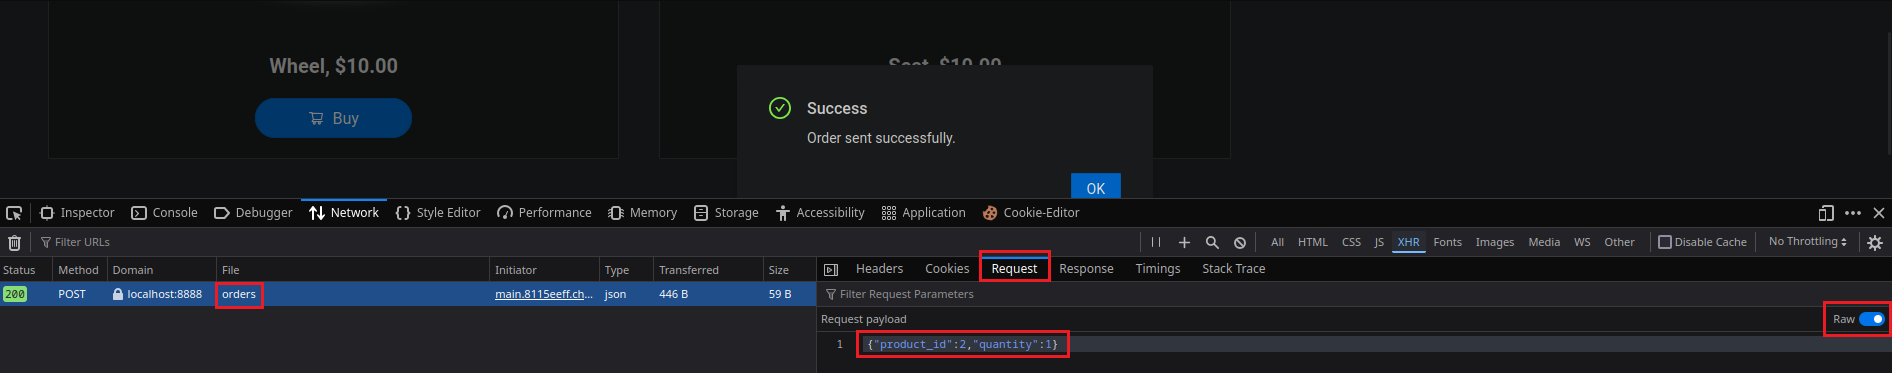 Wheel, $10.00
Seat, $10.00
Buy
Success
Order sent successfully.
OK
Inspector Console Debugger Network Style Editor Performance Memory Storage Accessibility Application Cookie-Editor
Filter URLs
All HTML CSS JS XHR Fonts Images Media WS Other Disable Cache No Throttling
Status Method Domain File Initiator Type Transferred Size
200 POST localhost:8888 orders main.8115eeff.ch... json 446 B 59 B
Headers Cookies Request Response Timings Stack Trace
Filter Request Parameters
Request payload Raw
1 {"product_id":2,"quantity":1}